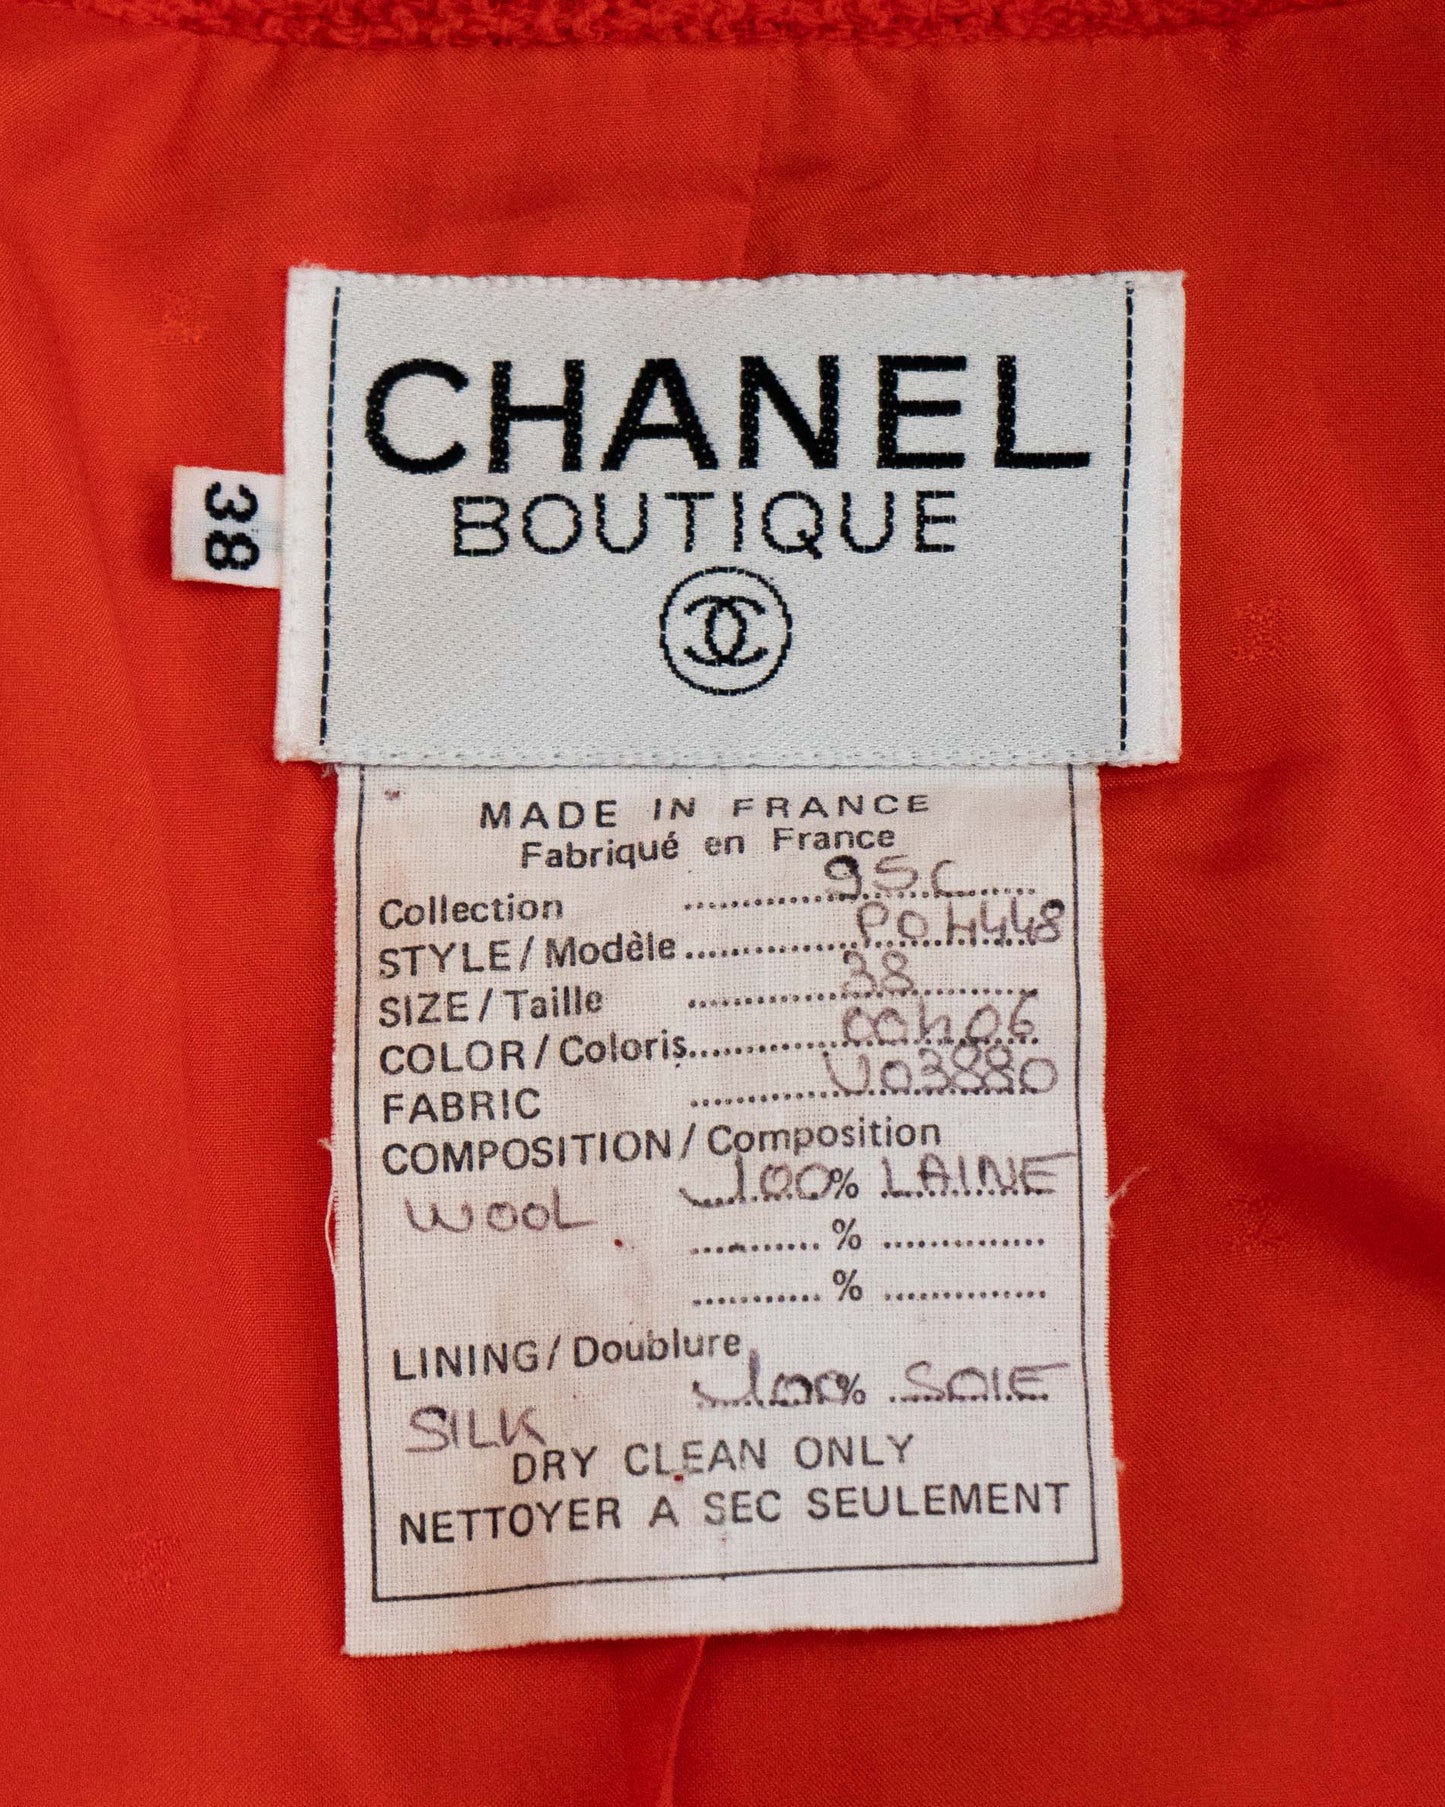 CHANEL
BOUTIQUE
38
MADE IN FRANCE
Fabriqué en France
Collection 95C
STYLE / Modèle P04448
SIZE / Taille 38
COLOR / Coloris 00406
FABRIC V03880
COMPOSITION / Composition
WOOL 100% LAINE
%
%
LINING / Doublure
SILK 100% SOIE
DRY CLEAN ONLY
NETTOYER A SEC SEULEMENT